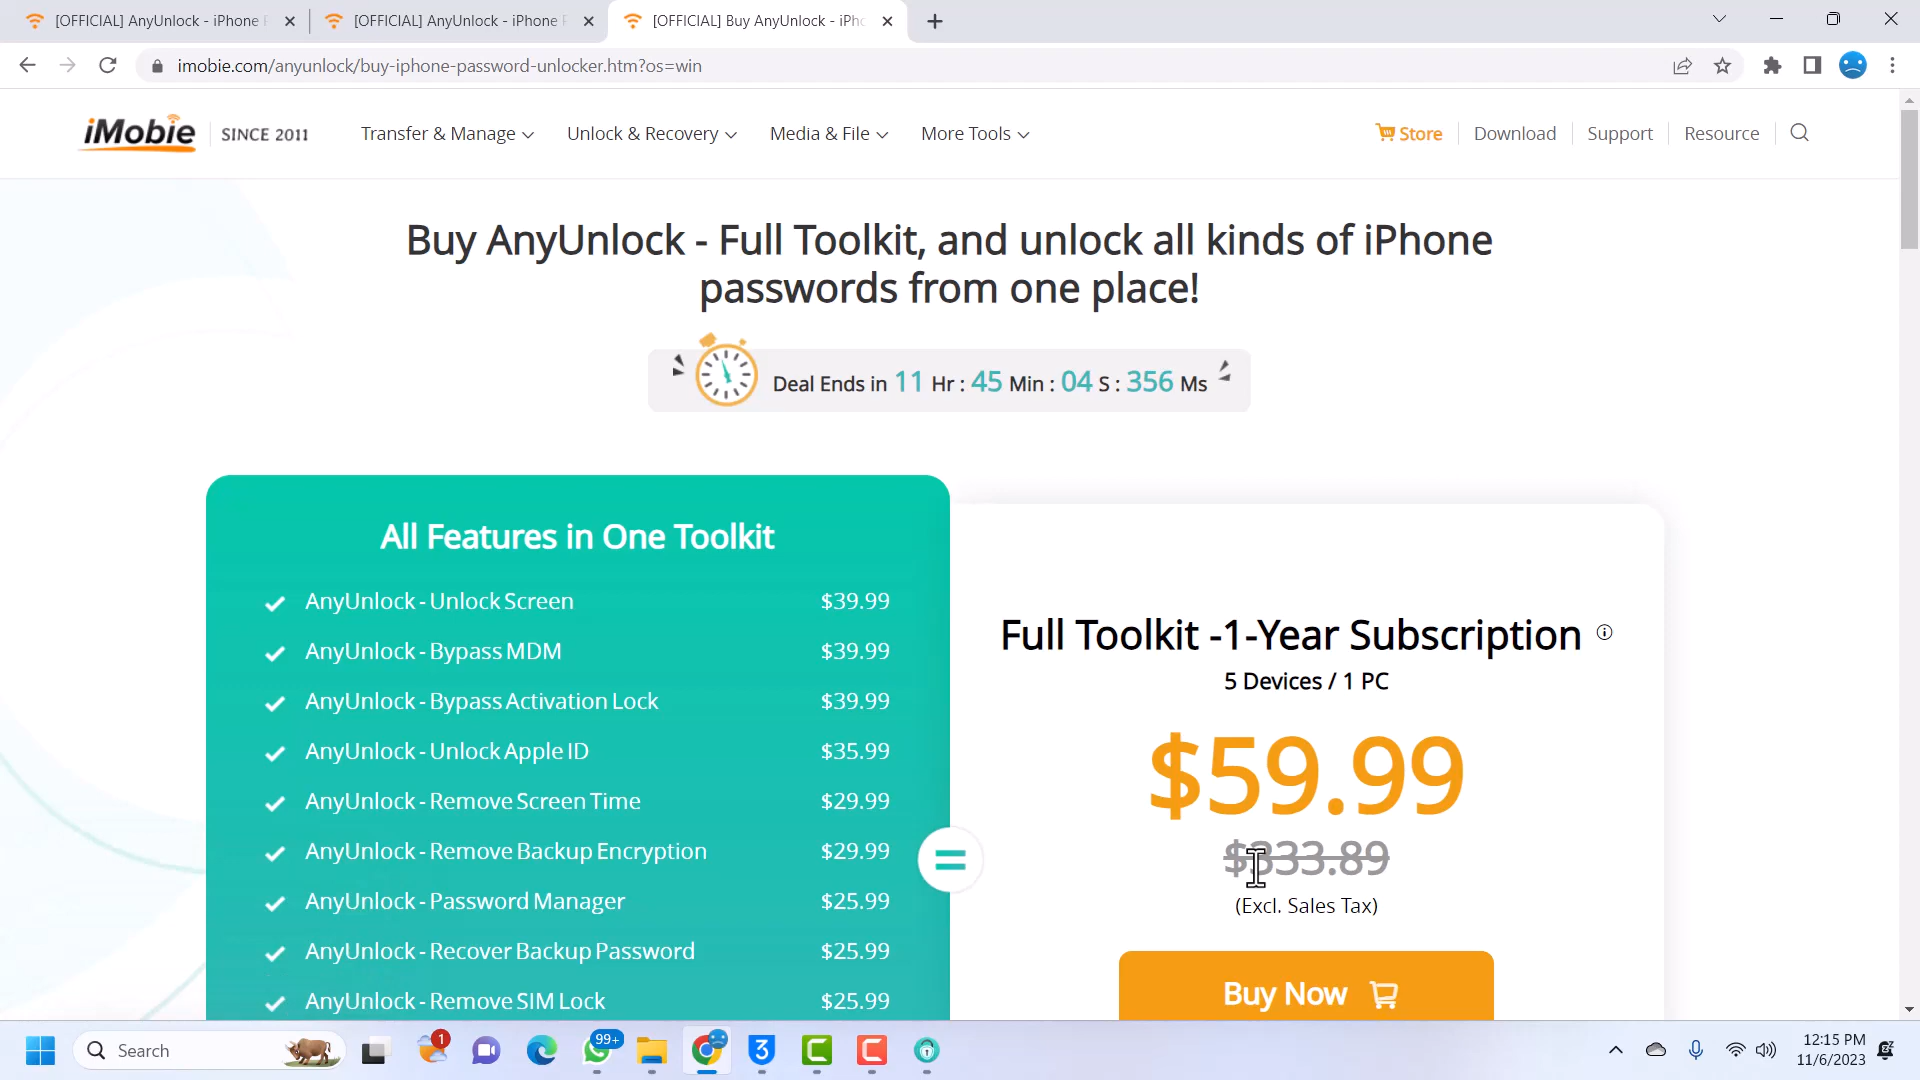 [OFFICIAL] AnyUnlock - iPhone P
[OFFICIAL] AnyUnlock - iPhone P
[OFFICIAL] Buy AnyUnlock - iPho
imobie.com/anyunlock/buy-iphone-password-unlocker.htm?os=win
iMobie SINCE 2011
Transfer & Manage
Unlock & Recovery
Media & File
More Tools
Store
Download
Support
Resource
Buy AnyUnlock - Full Toolkit, and unlock all kinds of iPhone
passwords from one place!
Deal Ends in 11 Hr : 45 Min : 04 S : 356 Ms
All Features in One Toolkit
AnyUnlock - Unlock Screen $39.99
AnyUnlock - Bypass MDM $39.99
AnyUnlock - Bypass Activation Lock $39.99
AnyUnlock - Unlock Apple ID $35.99
AnyUnlock - Remove Screen Time $29.99
AnyUnlock - Remove Backup Encryption $29.99
AnyUnlock - Password Manager $25.99
AnyUnlock - Recover Backup Password $25.99
AnyUnlock - Remove SIM Lock $25.99
=
Full Toolkit -1-Year Subscription
5 Devices / 1 PC
$59.99
$333.89
(Excl. Sales Tax)
Buy Now
Search
1
99+
3
12:15 PM
11/6/2023